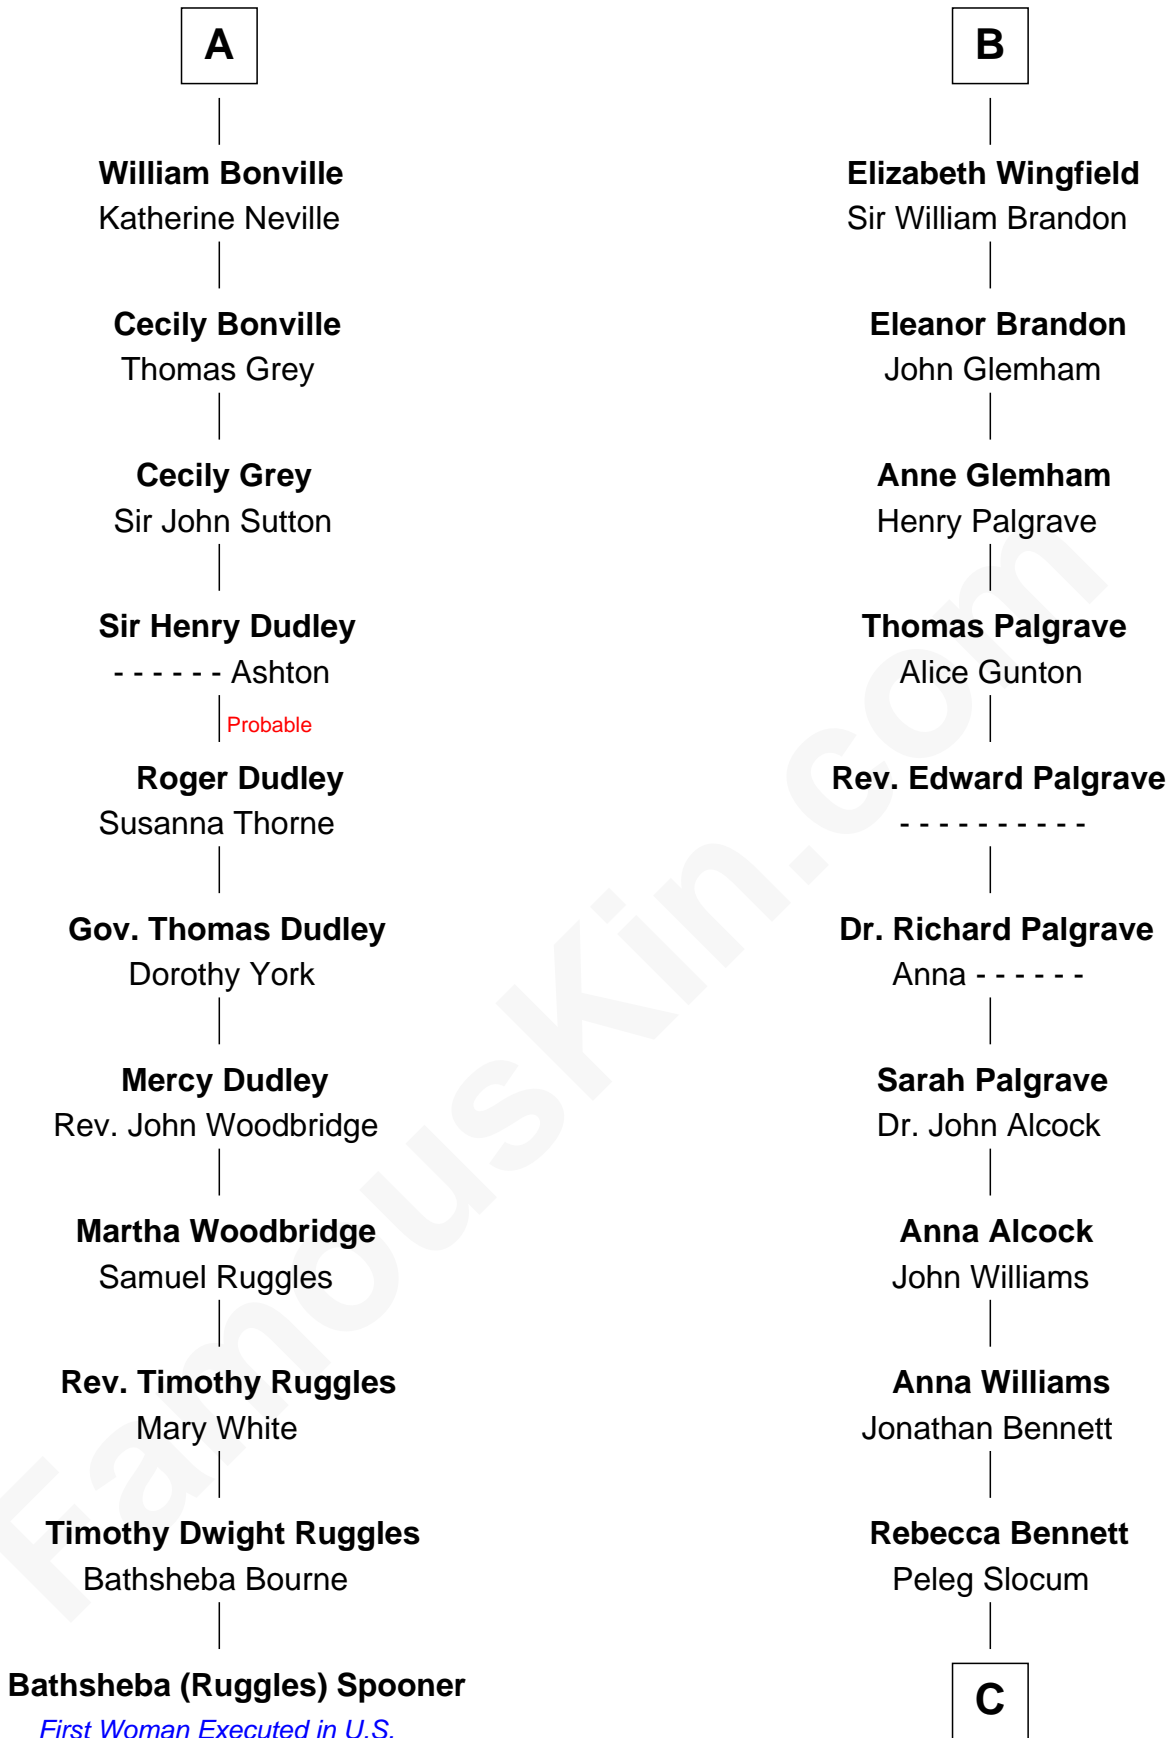 A
William Bonville
Katherine Neville
Cecily Bonville
Thomas Grey
Cecily Grey
Sir John Sutton
Sir Henry Dudley
- - - - - - Ashton
Probable
Roger Dudley
Susanna Thorne
Gov. Thomas Dudley
Dorothy York
Mercy Dudley
Rev. John Woodbridge
Martha Woodbridge
Samuel Ruggles
Rev. Timothy Ruggles
Mary White
Timothy Dwight Ruggles
Bathsheba Bourne
Bathsheba (Ruggles) Spooner
First Woman Executed in U.S.
B
Elizabeth Wingfield
Sir William Brandon
Eleanor Brandon
John Glemham
Anne Glemham
Henry Palgrave
Thomas Palgrave
Alice Gunton
Rev. Edward Palgrave
- - - - - - - - - -
Dr. Richard Palgrave
Anna - - - - - -
Sarah Palgrave
Dr. John Alcock
Anna Alcock
John Williams
Anna Williams
Jonathan Bennett
Rebecca Bennett
Peleg Slocum
C
FamousKin.com